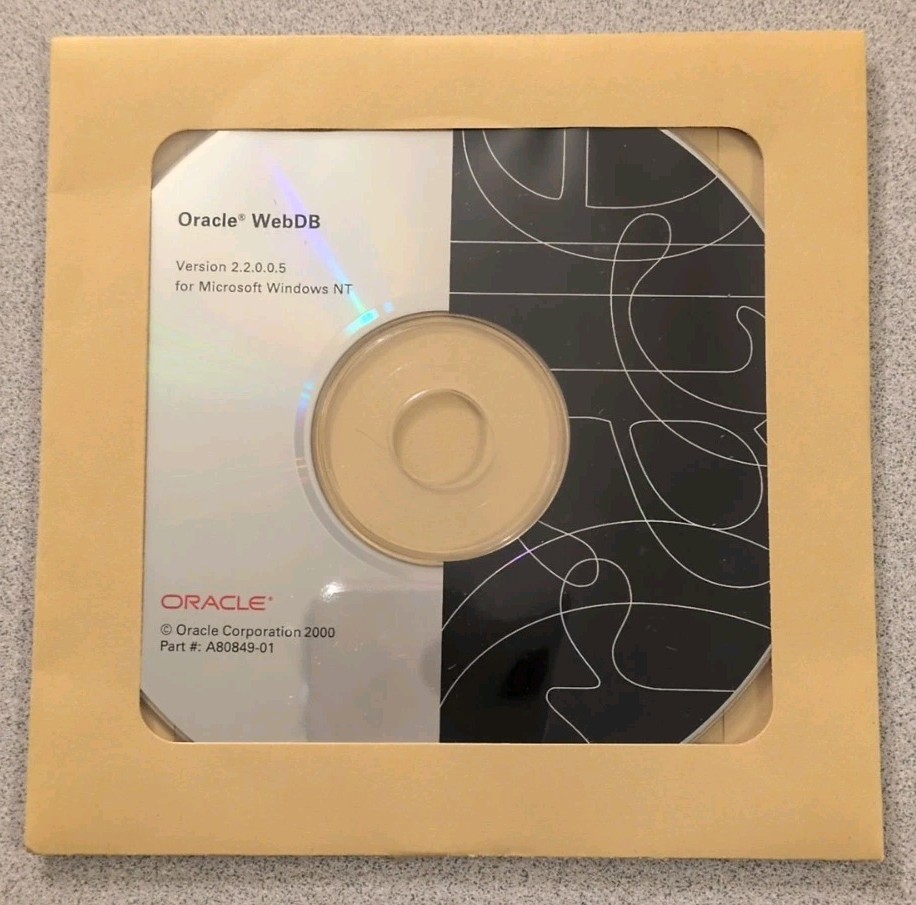 Oracle® WebDB
Version 2.2.0.0.5
for Microsoft Windows NT
ORACLE®
© Oracle Corporation 2000
Part #: A80849-01